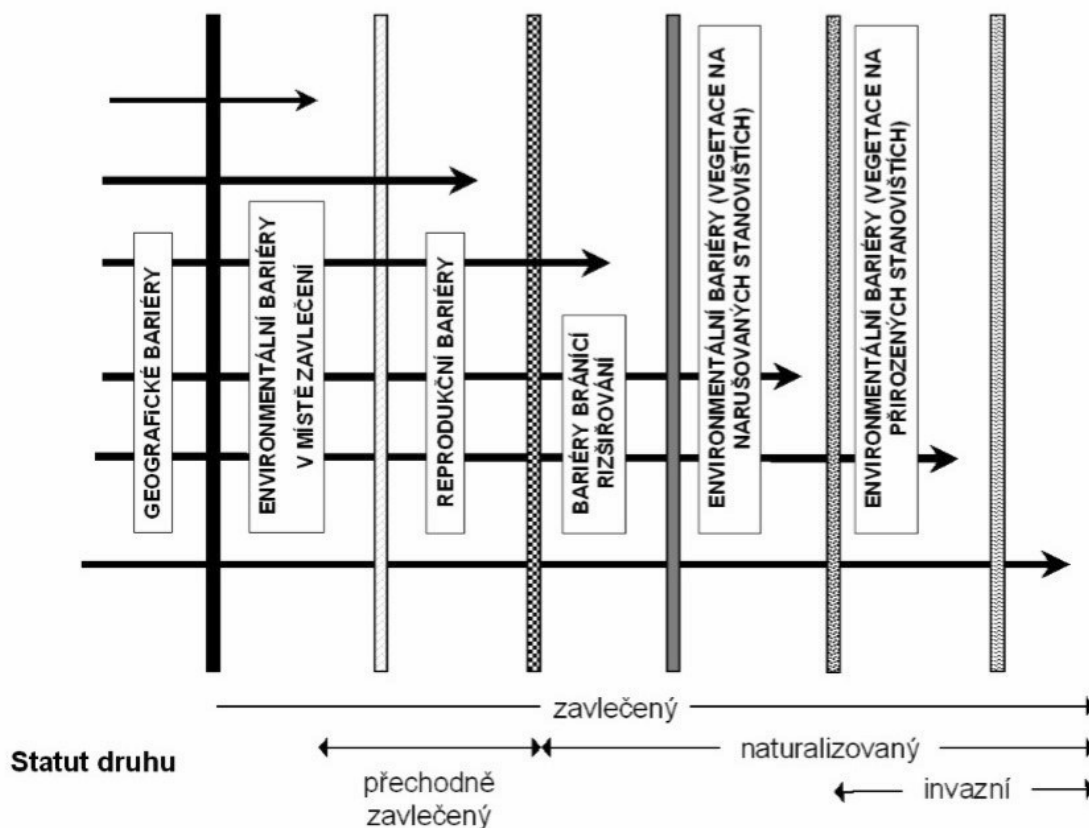 GEOGRAFICKÉ BARIÉRY
ENVIRONMENTÁLNÍ BARIÉRY
V MÍSTĚ ZAVLEČENÍ
REPRODUKČNÍ BARIÉRY
BARIÉRY BRÁNÍCÍ
RIZŠIŘOVÁNÍ
ENVIRONMENTÁLNÍ BARIÉRY (VEGETACE NA
NARUŠOVANÝCH STANOVIŠTÍCH)
ENVIRONMENTÁLNÍ BARIÉRY (VEGETACE NA
PŘIROZENÝCH STANOVIŠTÍCH)
zavlečený
Statut druhu
naturalizovaný
přechodně
zavlečený
invazní